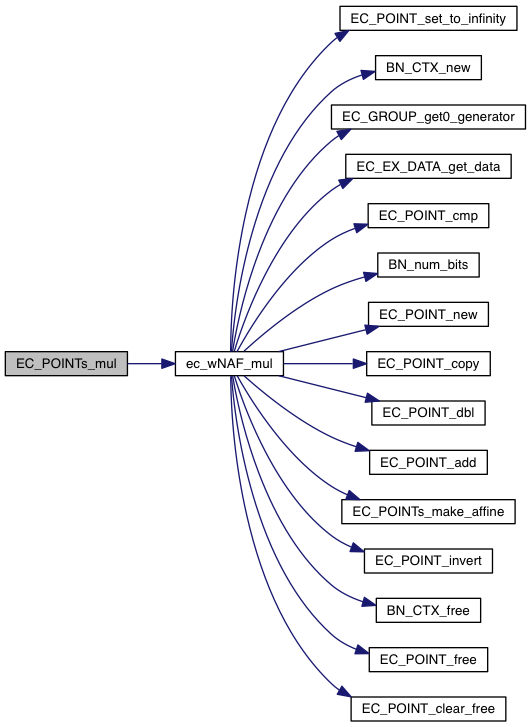 EC_POINT_set_to_infinity
BN_CTX_new
EC_GROUP_get0_generator
EC_EX_DATA_get_data
EC_POINT_cmp
BN_num_bits
EC_POINT_new
EC_POINTs_mul
ec_wNAF_mul
EC_POINT_copy
EC_POINT_dbl
EC_POINT_add
EC_POINTs_make_affine
EC_POINT_invert
BN_CTX_free
EC_POINT_free
EC_POINT_clear_free